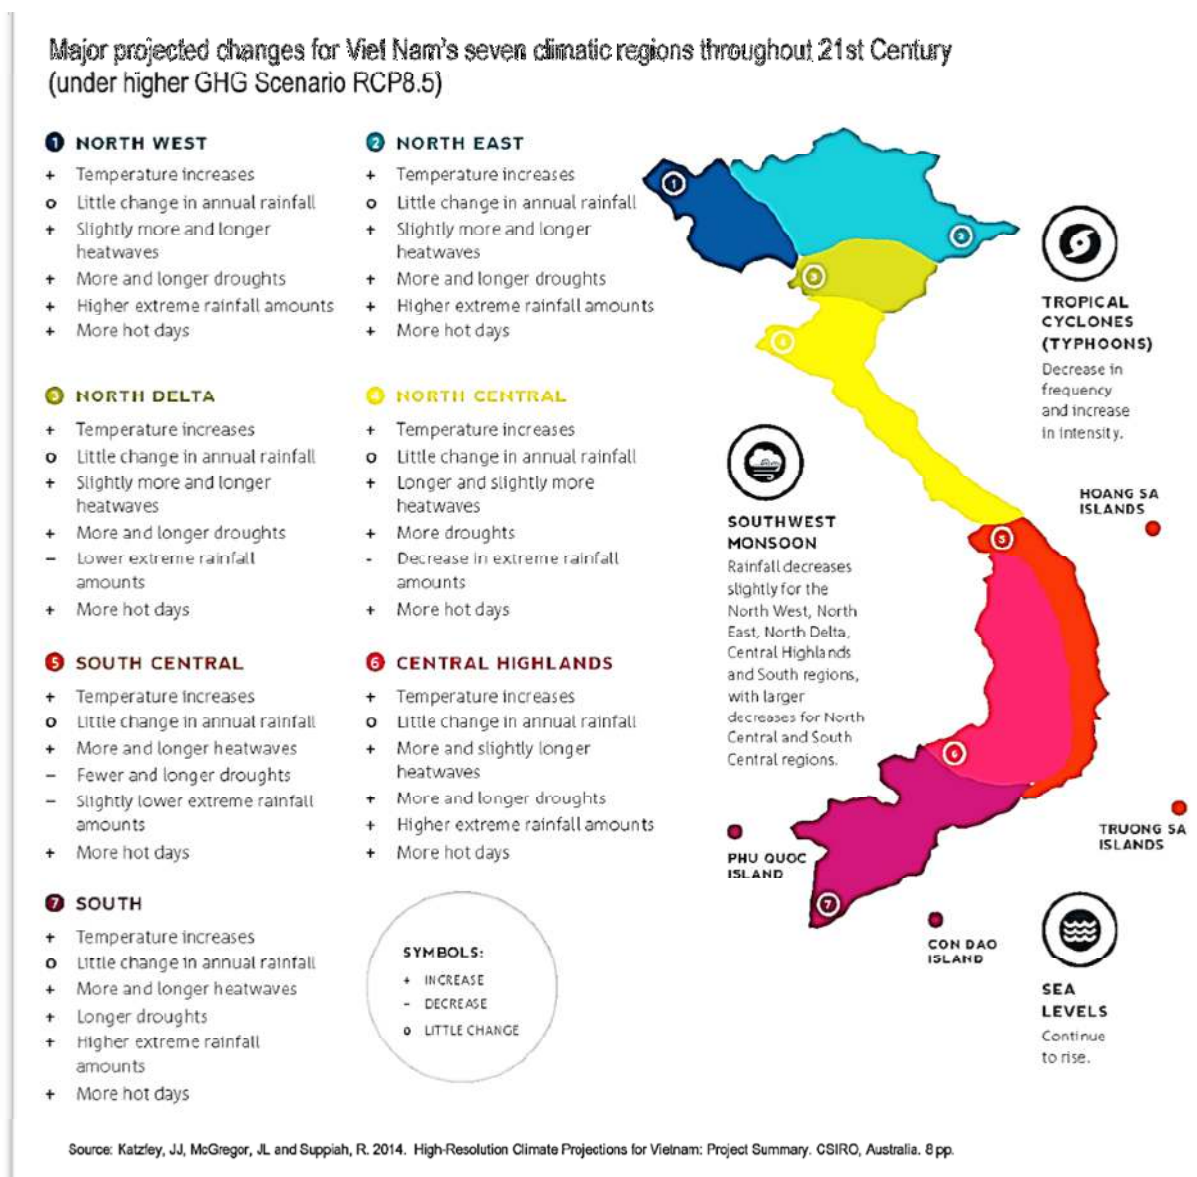 Major projected changes for Viet Nam's seven climatic regions throughout 21st Century
(under higher GHG Scenario RCP8.5)
1 NORTH WEST
+ Temperature increases
o Little change in annual rainfall
+ Slightly more and longer
heatwaves
+ More and longer droughts
+ Higher extreme rainfall amounts
+ More hot days
2 NORTH EAST
+ Temperature increases
o Little change in annual rainfall
+ Slightly more and longer
heatwaves
+ More and longer droughts
+ Higher extreme rainfall amounts
+ More hot days
3 NORTH DELTA
+ Temperature increases
o Little change in annual rainfall
+ Slightly more and longer
heatwaves
+ More and longer droughts
– Lower extreme rainfall
amounts
+ More hot days
4 NORTH CENTRAL
+ Temperature increases
o Little change in annual rainfall
+ Longer and slightly more
heatwaves
+ More droughts
- Decrease in extreme rainfall
amounts
+ More hot days
5 SOUTH CENTRAL
+ Temperature increases
o Little change in annual rainfall
+ More and longer heatwaves
– Fewer and longer droughts
– Slightly lower extreme rainfall
amounts
+ More hot days
6 CENTRAL HIGHLANDS
+ Temperature increases
o Little change in annual rainfall
+ More and slightly longer
heatwaves
+ More and longer droughts
+ Higher extreme rainfall amounts
+ More hot days
7 SOUTH
+ Temperature increases
o Little change in annual rainfall
+ More and longer heatwaves
+ Longer droughts
+ Higher extreme rainfall
amounts
+ More hot days
SYMBOLS:
+ INCREASE
– DECREASE
o LITTLE CHANGE
1
2
3
4
5
6
7
TROPICAL
CYCLONES
(TYPHOONS)
Decrease in
frequency
and increase
in intensity.
SOUTHWEST
MONSOON
Rainfall decreases
slightly for the
North West, North
East, North Delta,
Central Highlands
and South regions,
with larger
decreases for North
Central and South
Central regions.
HOANG SA
ISLANDS
TRUONG SA
ISLANDS
PHU QUOC
ISLAND
CON DAO
ISLAND
SEA
LEVELS
Continue
to rise.
Source: Katzfey, JJ, McGregor, JL and Suppiah, R. 2014. High-Resolution Climate Projections for Vietnam: Project Summary. CSIRO, Australia. 8 pp.